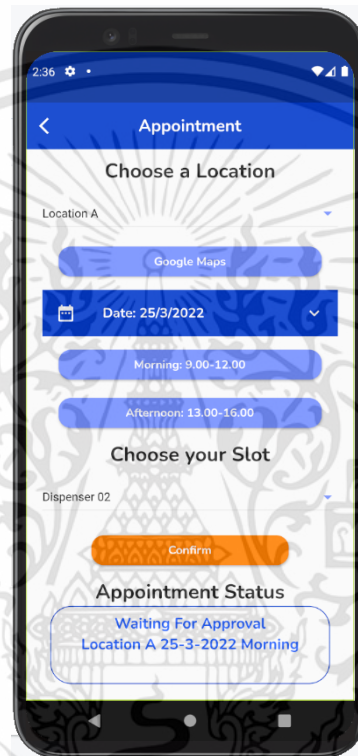 2:36
Appointment
Choose a Location
Location A
Google Maps
Date: 25/3/2022
Morning: 9.00-12.00
Afternoon: 13.00-16.00
Choose your Slot
Dispenser 02
Confirm
Appointment Status
Waiting For Approval
Location A 25-3-2022 Morning